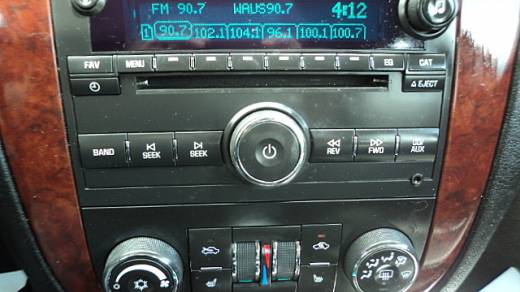 FM 90.7 WAUS90.7 4:12
1 90.7 102.1 104.1 96.1 100.1 100.7
FAV MENU EQ CAT
EJECT
BAND SEEK SEEK REV FWD CD/AUX